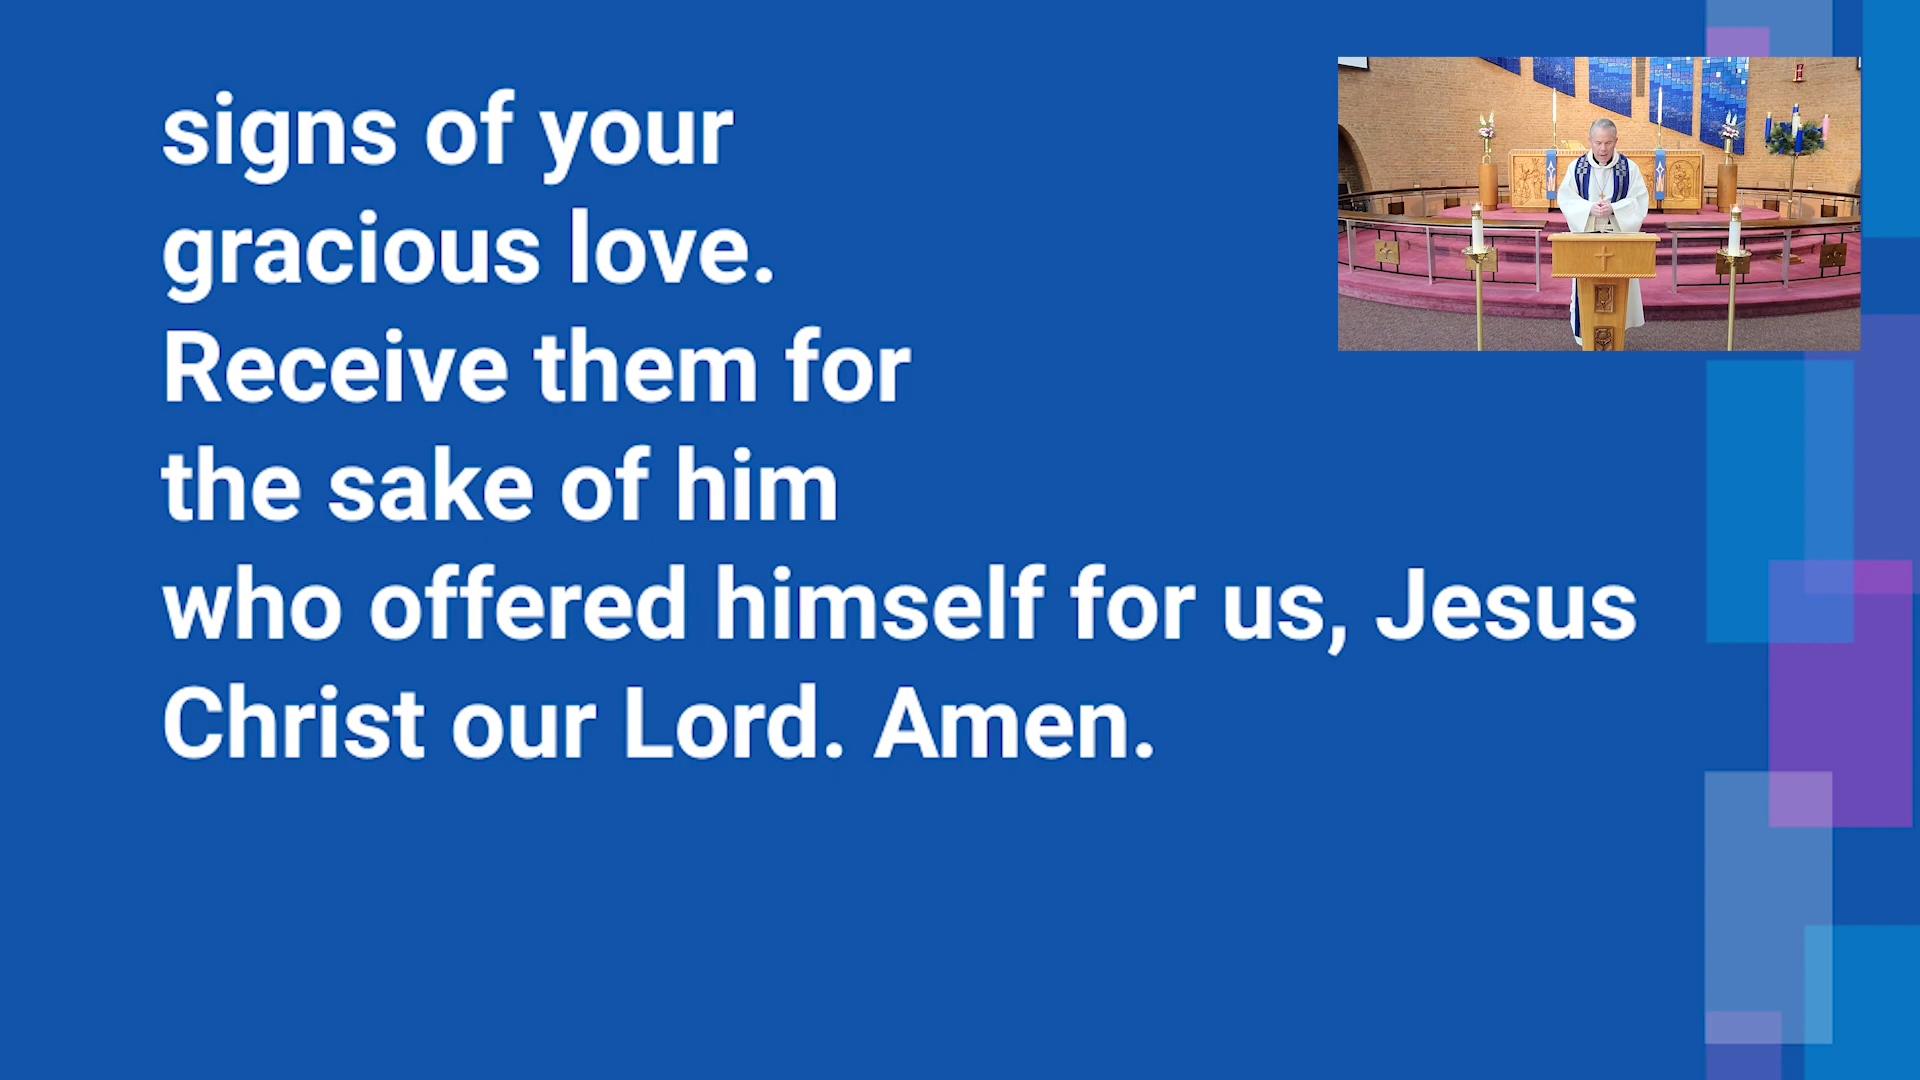 signs of your
gracious love.
Receive them for
the sake of him
who offered himself for us, Jesus
Christ our Lord. Amen.